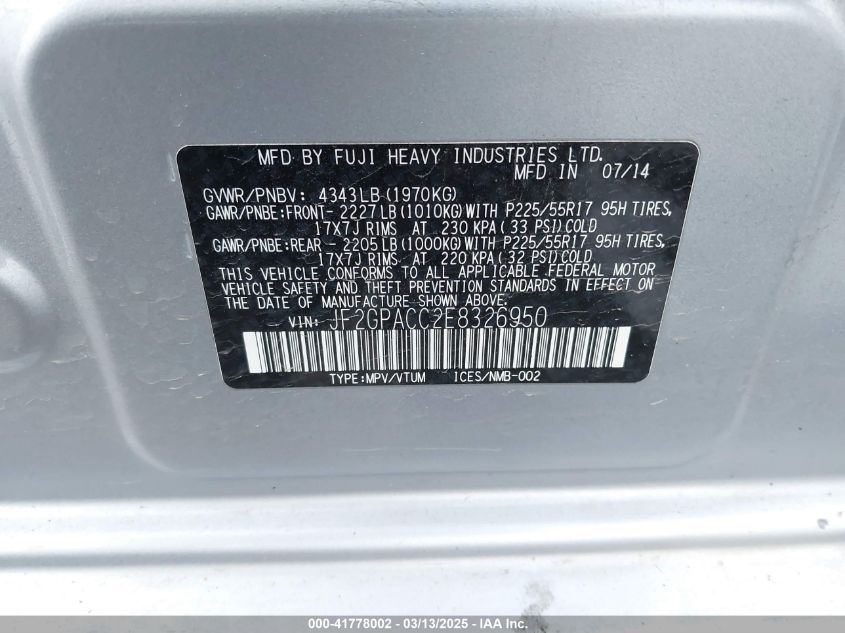 MFD BY FUJI HEAVY INDUSTRIES LTD.
MFD IN 07/14
GVWR/PNBV: 4343LB(1970KG)
GAWR/PNBE:FRONT- 2227LB(1010KG)WITH P225/55R17 95H TIRES,
17X7J RIMS AT 230 KPA(33 PSI)COLD
GAWR/PNBE:REAR - 2205LB(1000KG)WITH P225/55R17 95H TIRES,
17X7J RIMS AT 220 KPA(32 PSI)COLD
THIS VEHICLE CONFORMS TO ALL APPLICABLE FEDERAL MOTOR
VEHICLE SAFETY AND THEFT PREVENTION STANDARDS IN EFFECT ON
THE DATE OF MANUFACTURE SHOWN ABOVE.
VIN: JF2GPACC2E8326950
TYPE:MPV/VTUM ICES/NMB-002
000-41778002 - 03/13/2025 - IAA Inc.